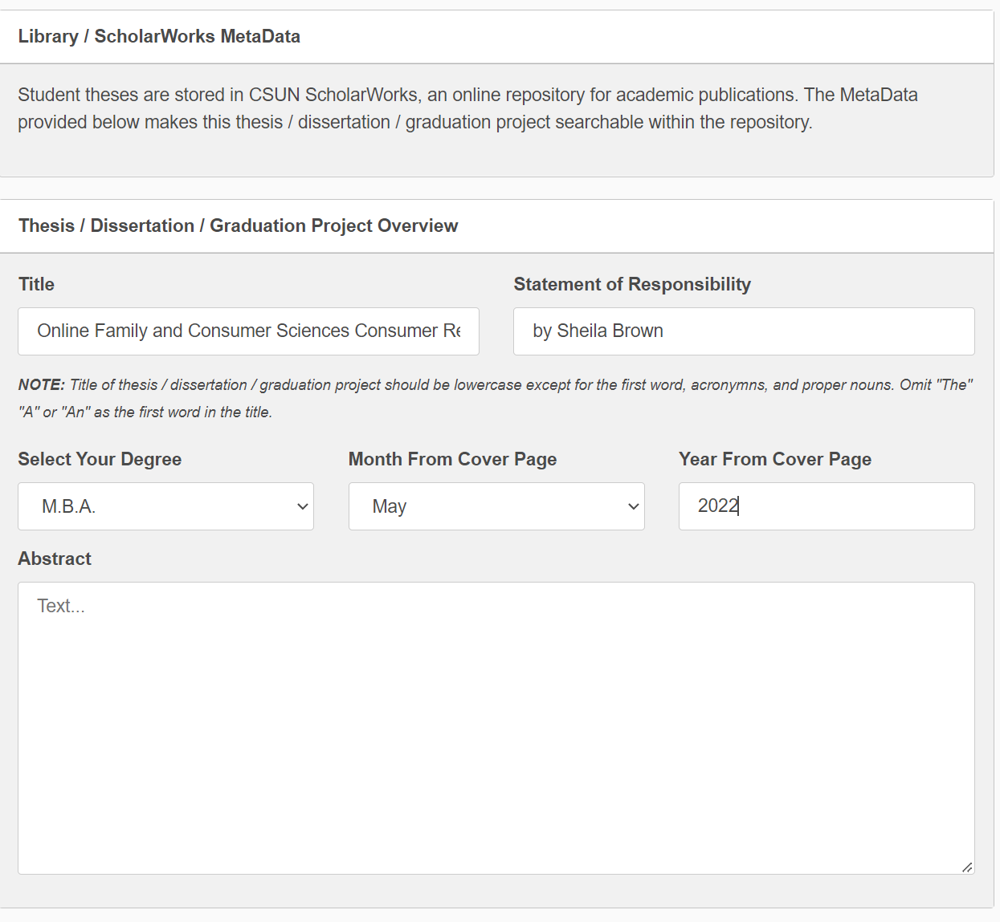 Library / ScholarWorks MetaData
Student theses are stored in CSUN ScholarWorks, an online repository for academic publications. The MetaData
provided below makes this thesis / dissertation / graduation project searchable within the repository.
Thesis / Dissertation / Graduation Project Overview
Title
Statement of Responsibility
Online Family and Consumer Sciences Consumer Re
by Sheila Brown
NOTE: Title of thesis / dissertation / graduation project should be lowercase except for the first word, acronymns, and proper nouns. Omit "The"
"A" or "An" as the first word in the title.
Select Your Degree
Month From Cover Page
Year From Cover Page
M.B.A.
May
2022
Abstract
Text...